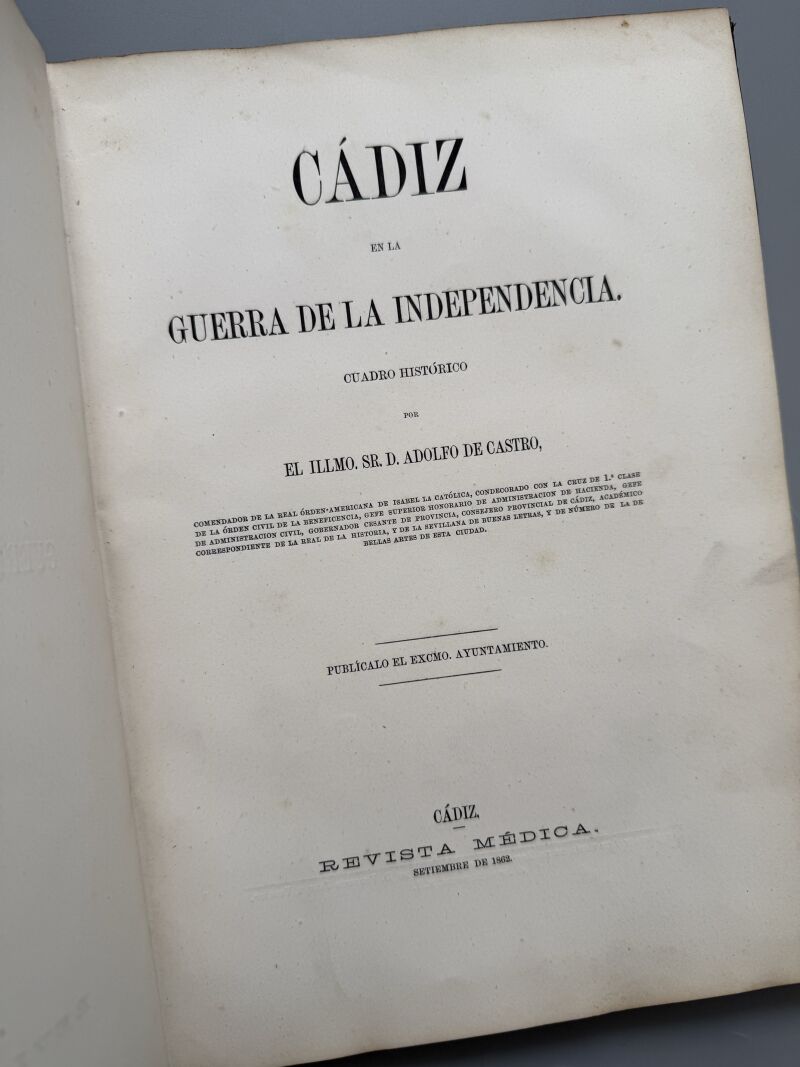 CÁDIZ
EN LA
GUERRA DE LA INDEPENDENCIA.
CUADRO HISTÓRICO
POR
EL ILLMO. SR. D. ADOLFO DE CASTRO,
COMENDADOR DE LA REAL ÓRDEN-AMERICANA DE ISABEL LA CATÓLICA, CONDECORADO CON LA CRUZ DE 1.ª CLASE
DE LA ÓRDEN CIVIL DE LA BENEFICENCIA, GEFE SUPERIOR HONORARIO DE ADMINISTRACION DE HACIENDA, GEFE
DE ADMINISTRACION CIVIL, GOBERNADOR CESANTE DE PROVINCIA, CONSEJERO PROVINCIAL DE CÁDIZ, ACADÉMICO
CORRESPONDIENTE DE LA REAL DE LA HISTORIA, Y DE LA SEVILLANA DE BUENAS LETRAS, Y DE NÚMERO DE LA DE
BELLAS ARTES DE ESTA CIUDAD.
PUBLÍCALO EL EXCMO. AYUNTAMIENTO.
CÁDIZ.
REVISTA MÉDICA.
SETIEMBRE DE 1862.